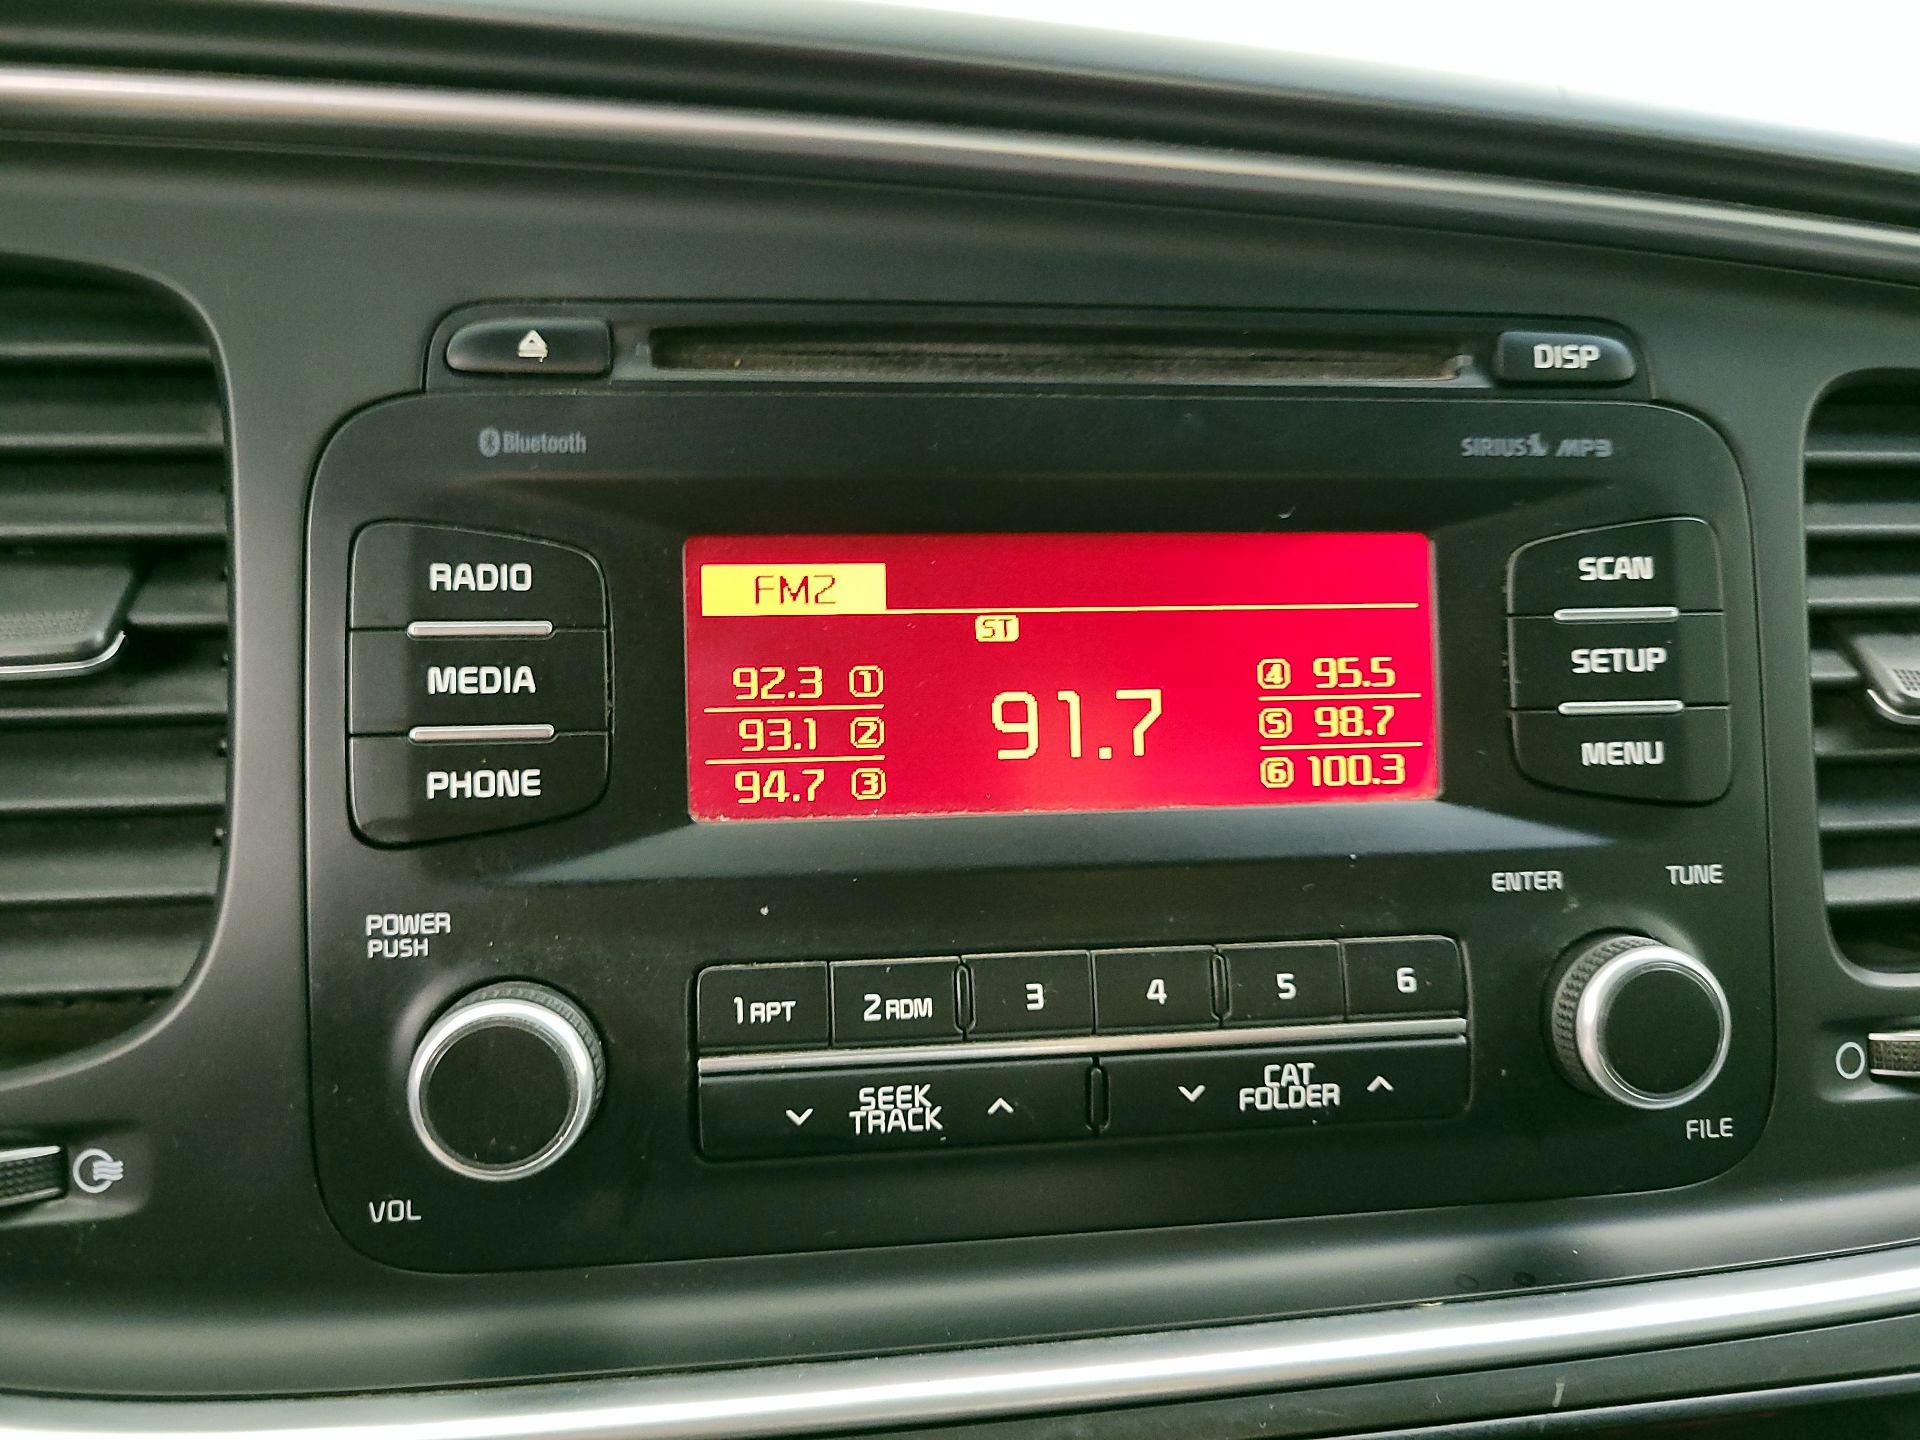 DISP
Bluetooth
SIRIUS MP3
RADIO
MEDIA
PHONE
FM2
ST
92.3 1
93.1 2
94.7 3
91.7
4 95.5
5 98.7
6 100.3
SCAN
SETUP
MENU
POWER
PUSH
VOL
1 RPT
2 RDM
3
4
5
6
SEEK
TRACK
CAT
FOLDER
ENTER
TUNE
FILE